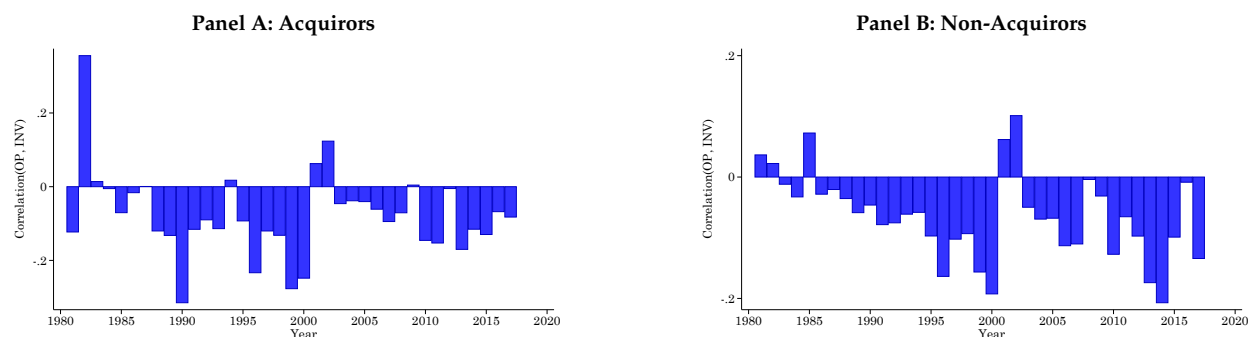 Panel A: Acquirors
Correlation(OP, INV)
.2
0
-.2
1980 1985 1990 1995 2000 2005 2010 2015 2020
Year
Panel B: Non-Acquirors
Correlation(OP, INV)
.2
0
-.2
1980 1985 1990 1995 2000 2005 2010 2015 2020
Year